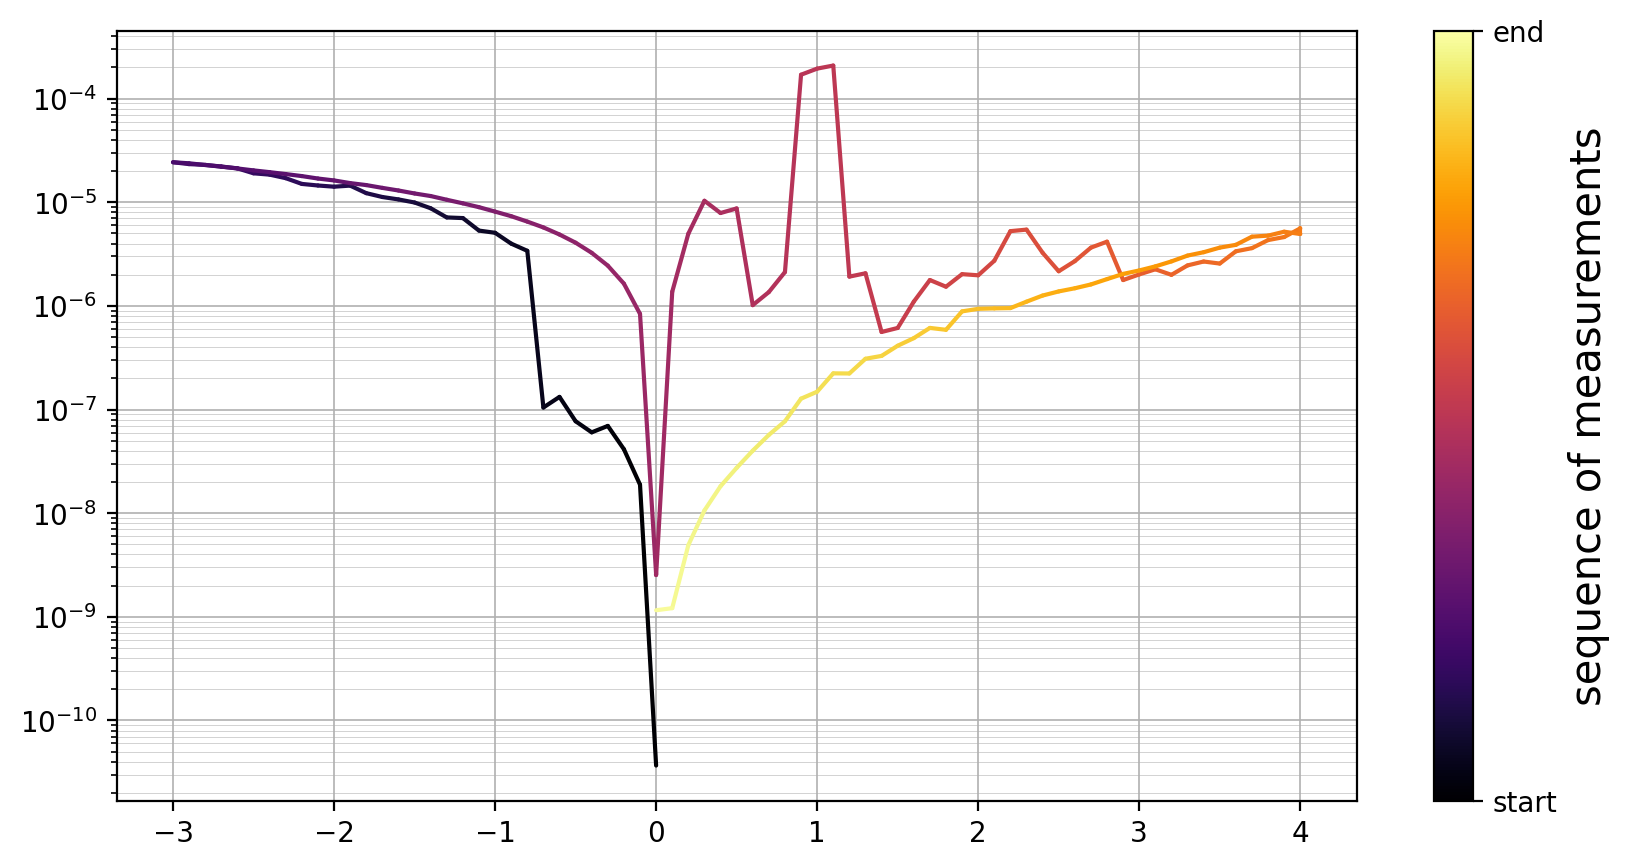 10⁻⁴
10⁻⁵
10⁻⁶
10⁻⁷
10⁻⁸
10⁻⁹
10⁻¹⁰
−3 −2 −1 0 1 2 3 4
end
sequence of measurements
start